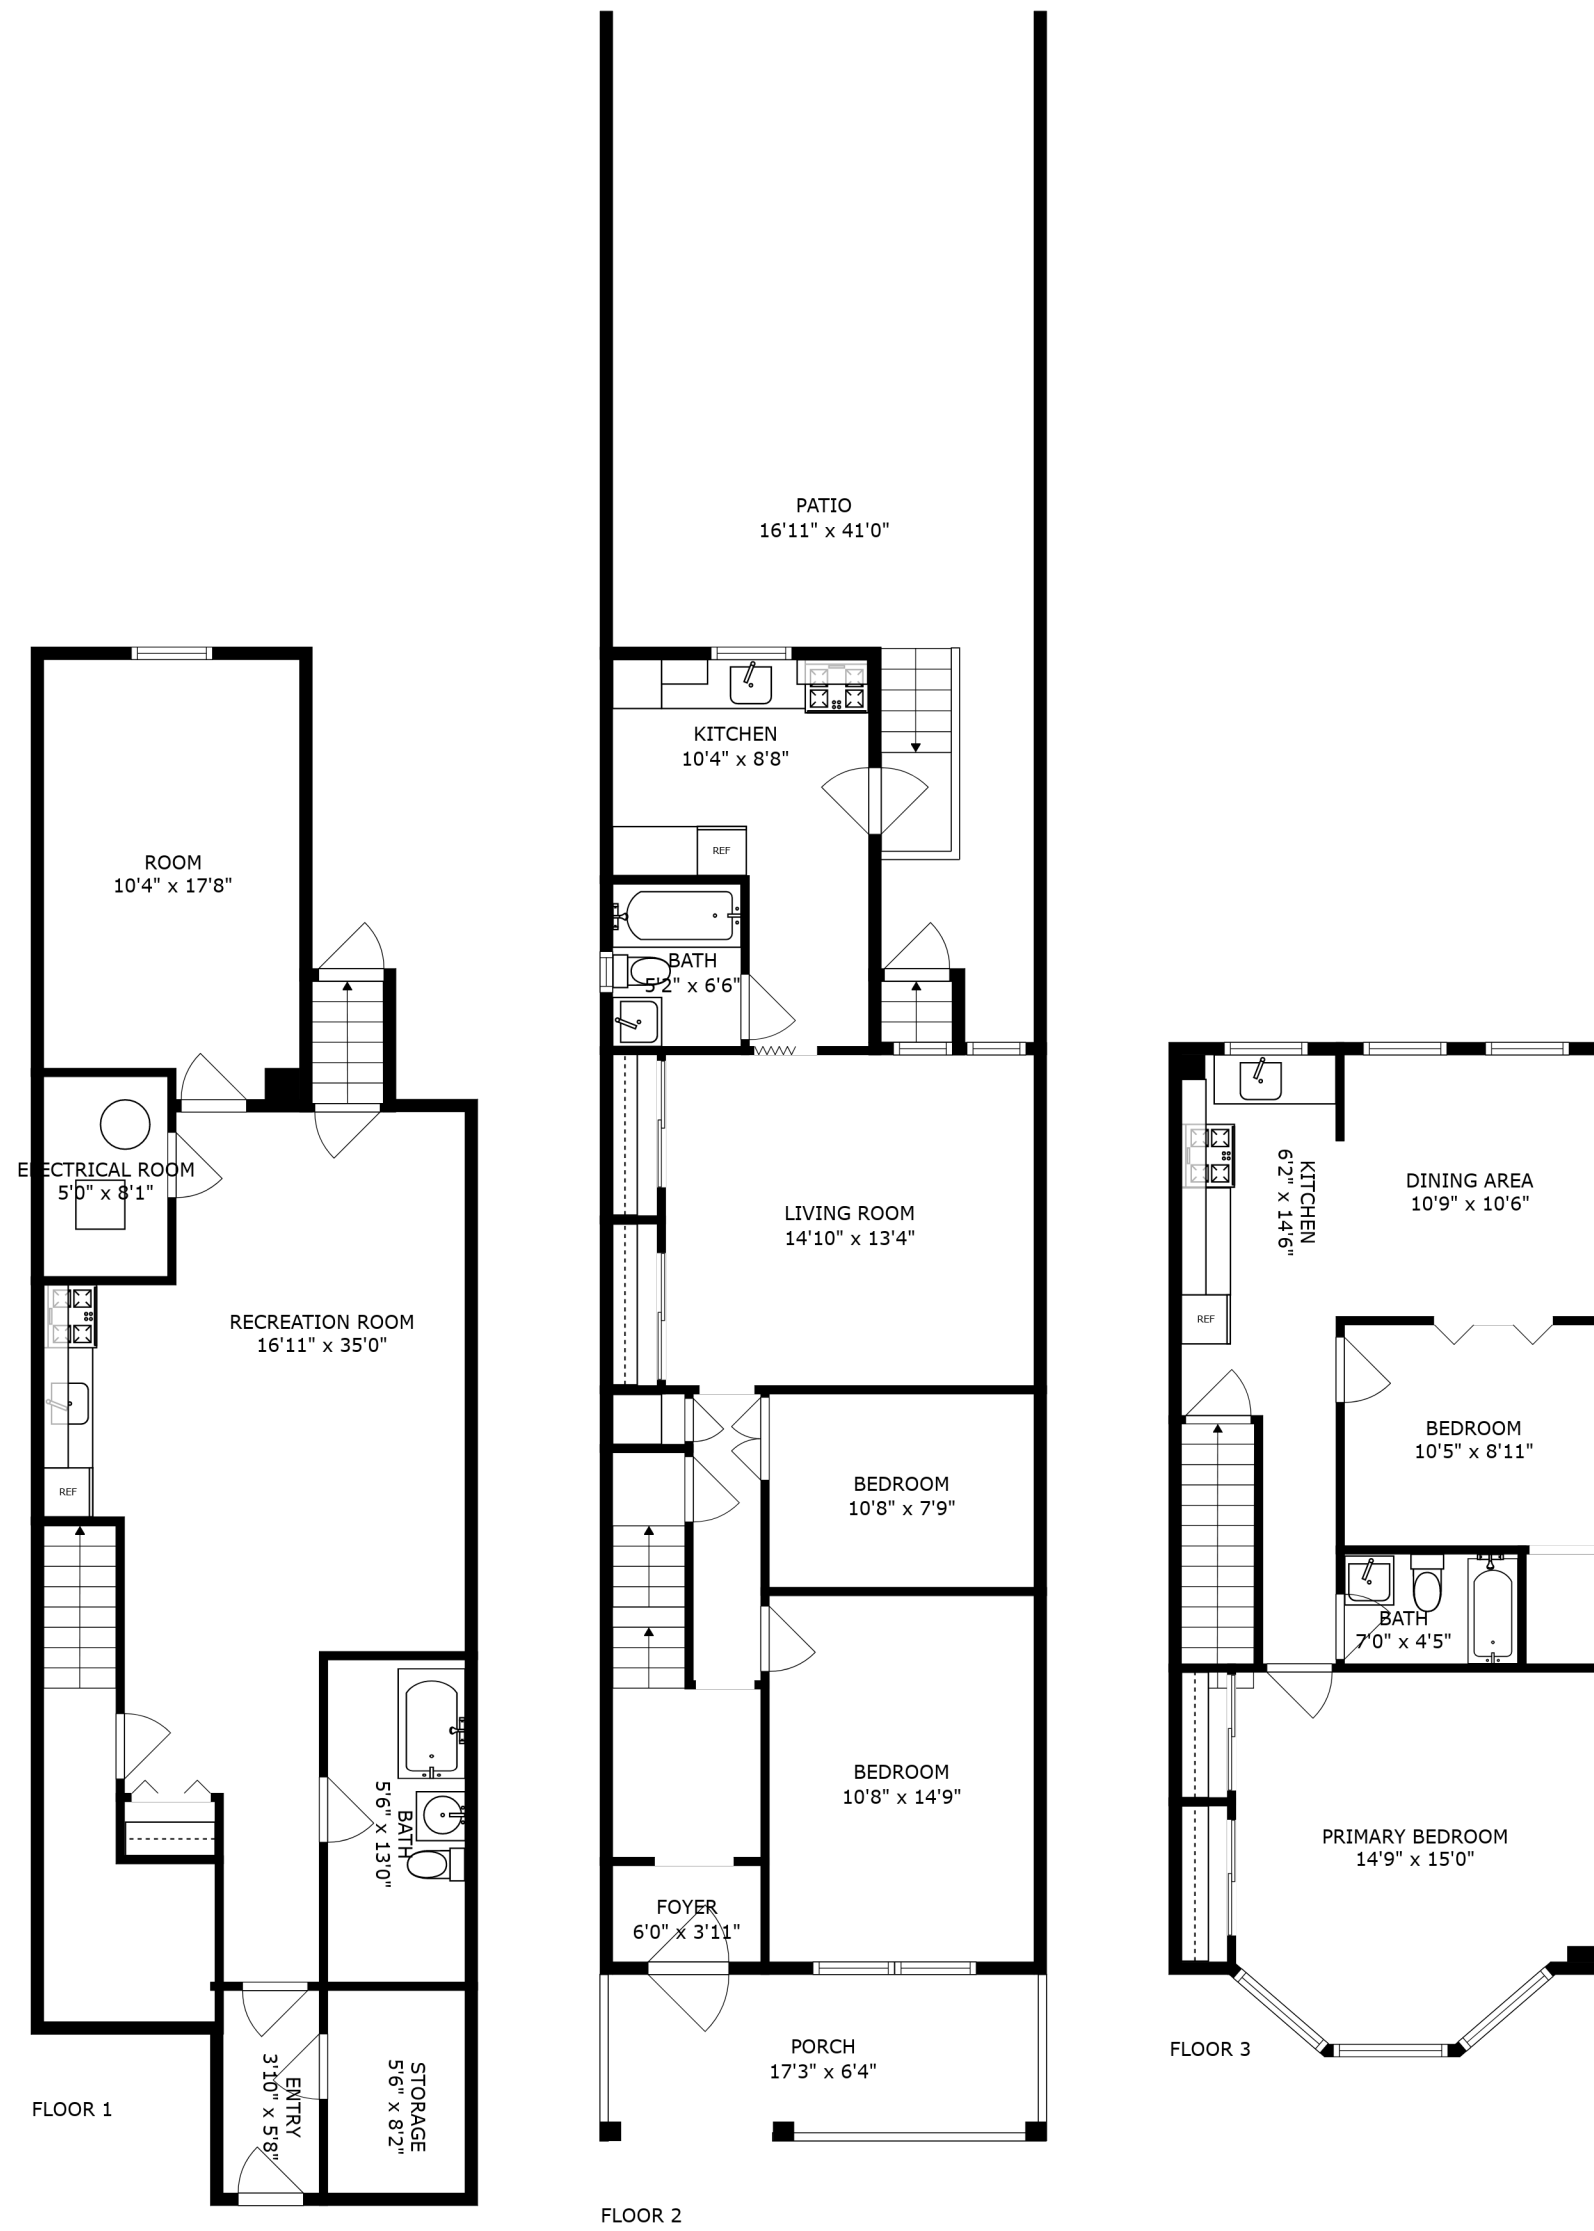 ROOM
10'4" x 17'8"
ELECTRICAL ROOM
5'0" x 8'1"
RECREATION ROOM
16'11" x 35'0"
REF
BATH
5'6" x 13'0"
ENTRY
3'10" x 5'8"
STORAGE
5'6" x 8'2"
FLOOR 1
PATIO
16'11" x 41'0"
KITCHEN
10'4" x 8'8"
REF
BATH
5'2" x 6'6"
LIVING ROOM
14'10" x 13'4"
BEDROOM
10'8" x 7'9"
BEDROOM
10'8" x 14'9"
FOYER
6'0" x 3'11"
PORCH
17'3" x 6'4"
FLOOR 2
KITCHEN
6'2" x 14'6"
DINING AREA
10'9" x 10'6"
REF
BEDROOM
10'5" x 8'11"
BATH
7'0" x 4'5"
PRIMARY BEDROOM
14'9" x 15'0"
FLOOR 3